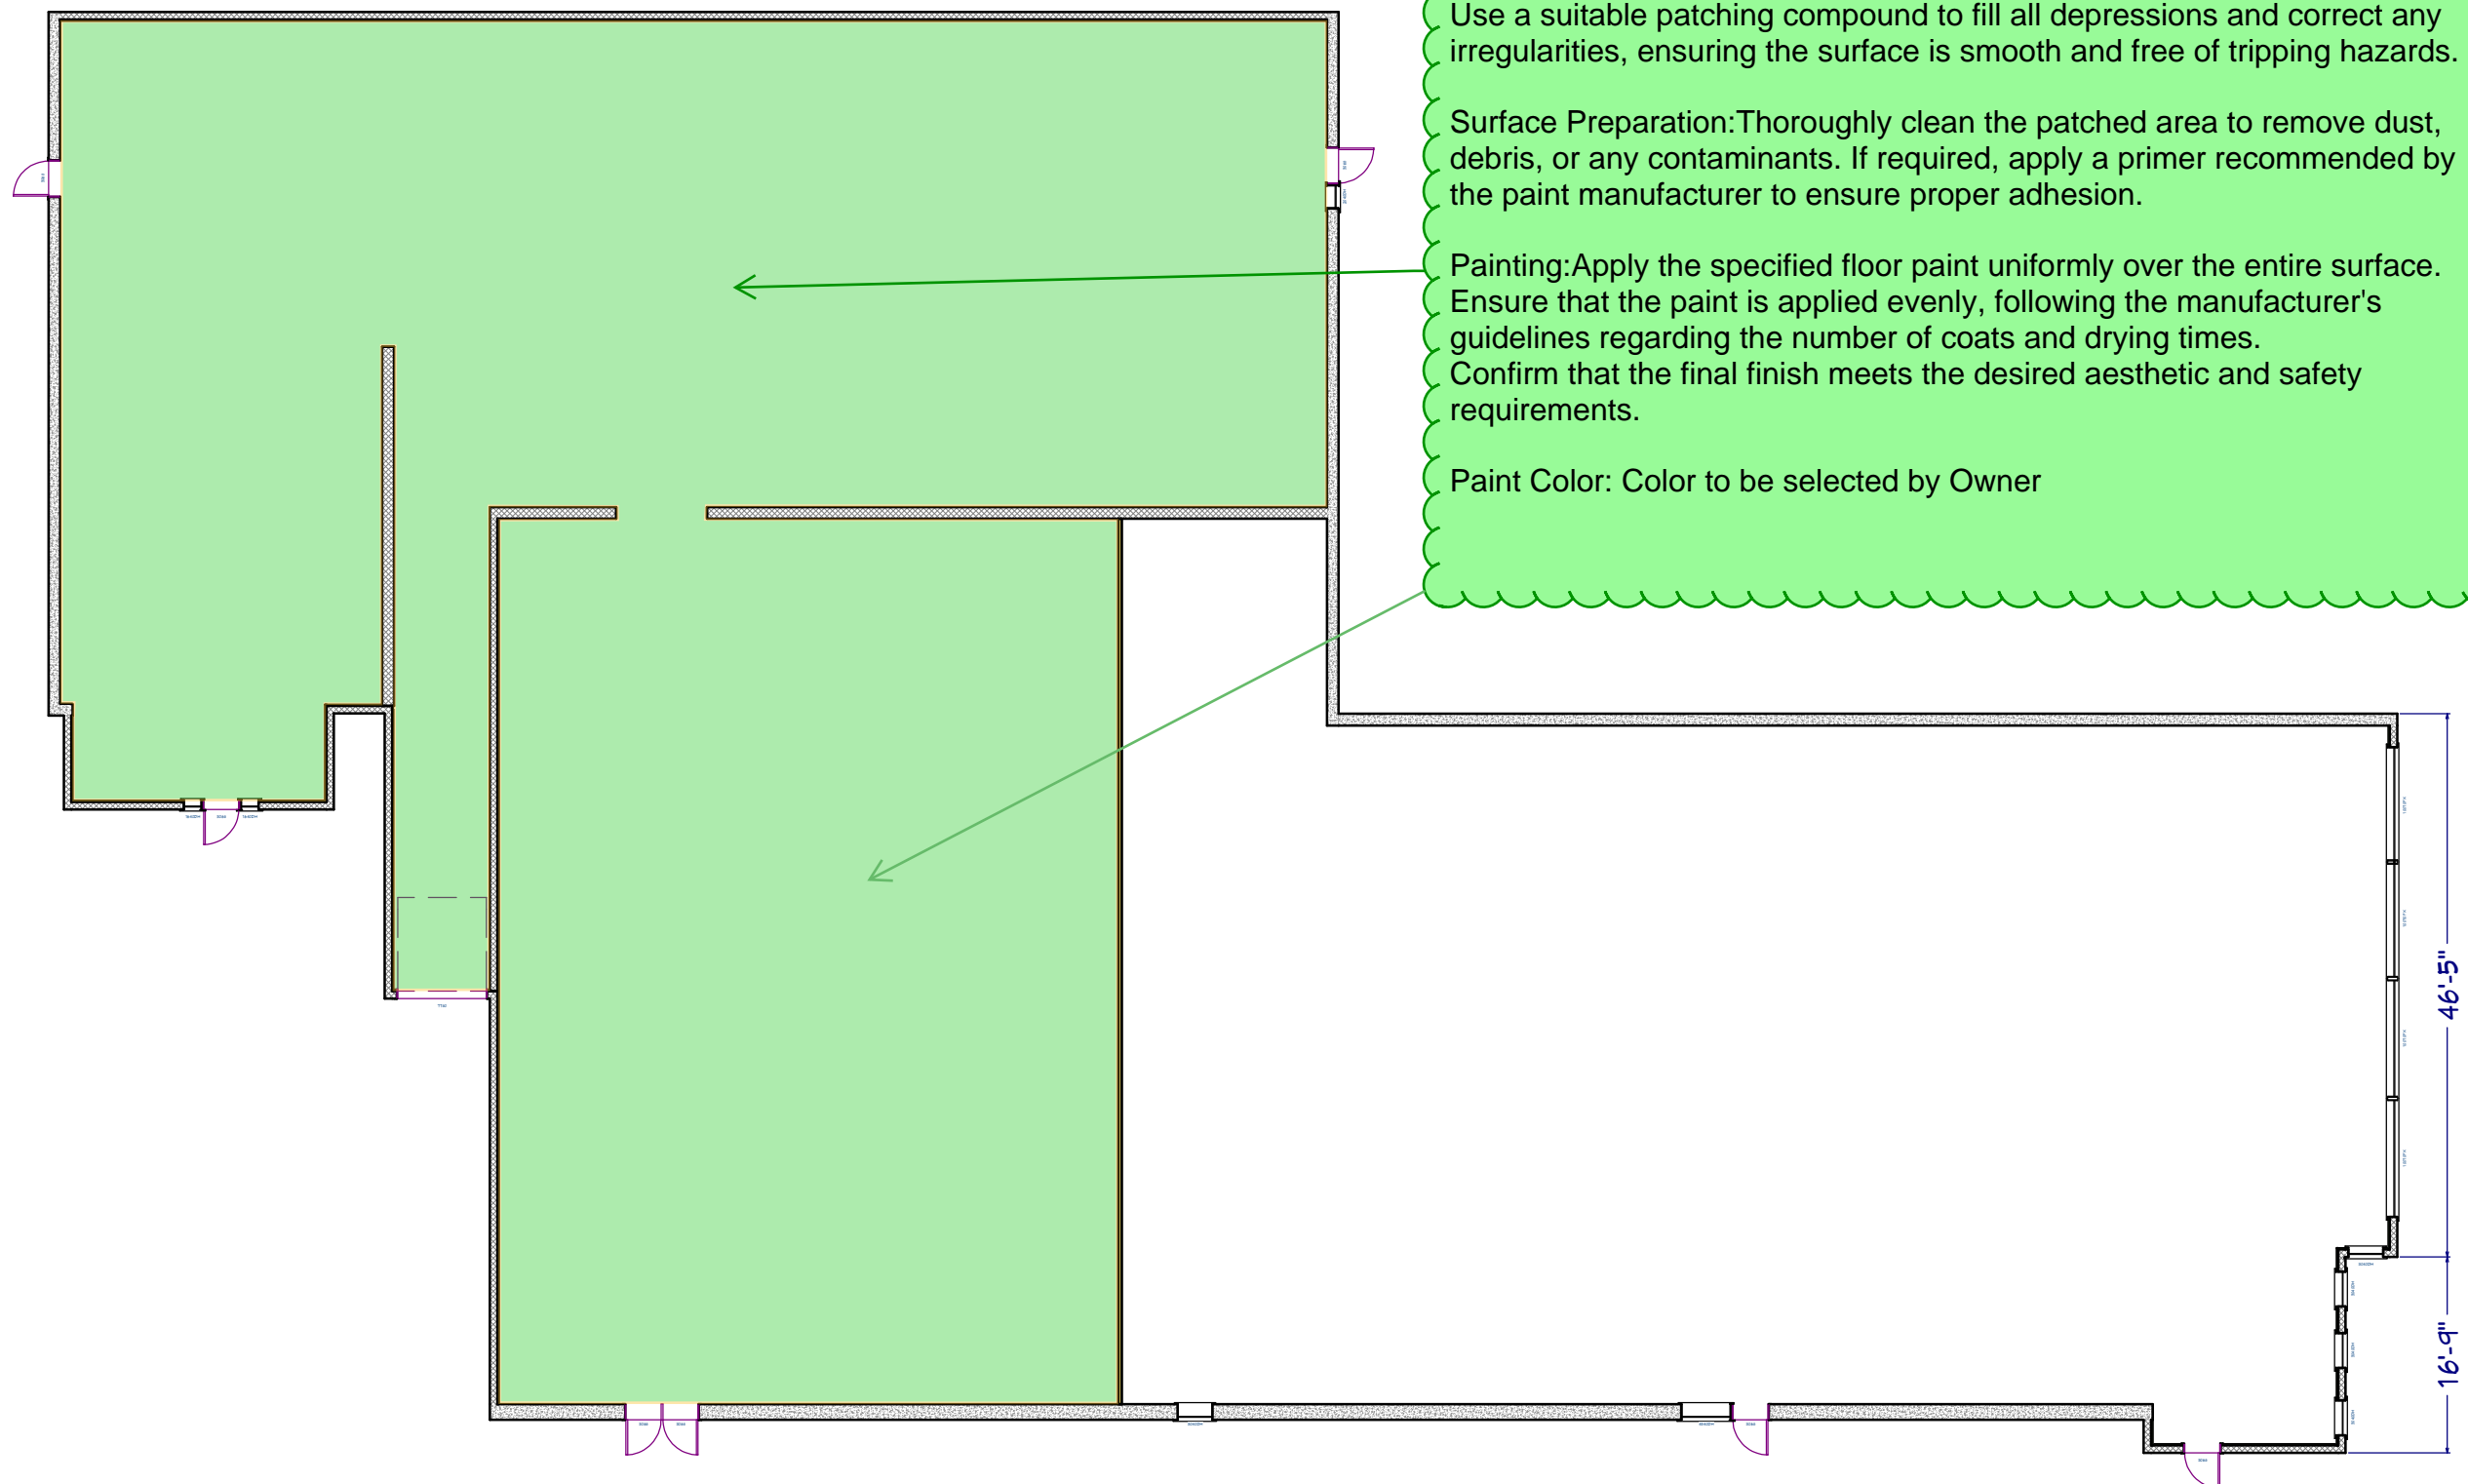 Use a suitable patching compound to fill all depressions and correct any
irregularities, ensuring the surface is smooth and free of tripping hazards.
Surface Preparation:Thoroughly clean the patched area to remove dust,
debris, or any contaminants. If required, apply a primer recommended by
the paint manufacturer to ensure proper adhesion.
Painting:Apply the specified floor paint uniformly over the entire surface.
Ensure that the paint is applied evenly, following the manufacturer's
guidelines regarding the number of coats and drying times.
Confirm that the final finish meets the desired aesthetic and safety
requirements.
Paint Color: Color to be selected by Owner
46'-5"
16'-9"